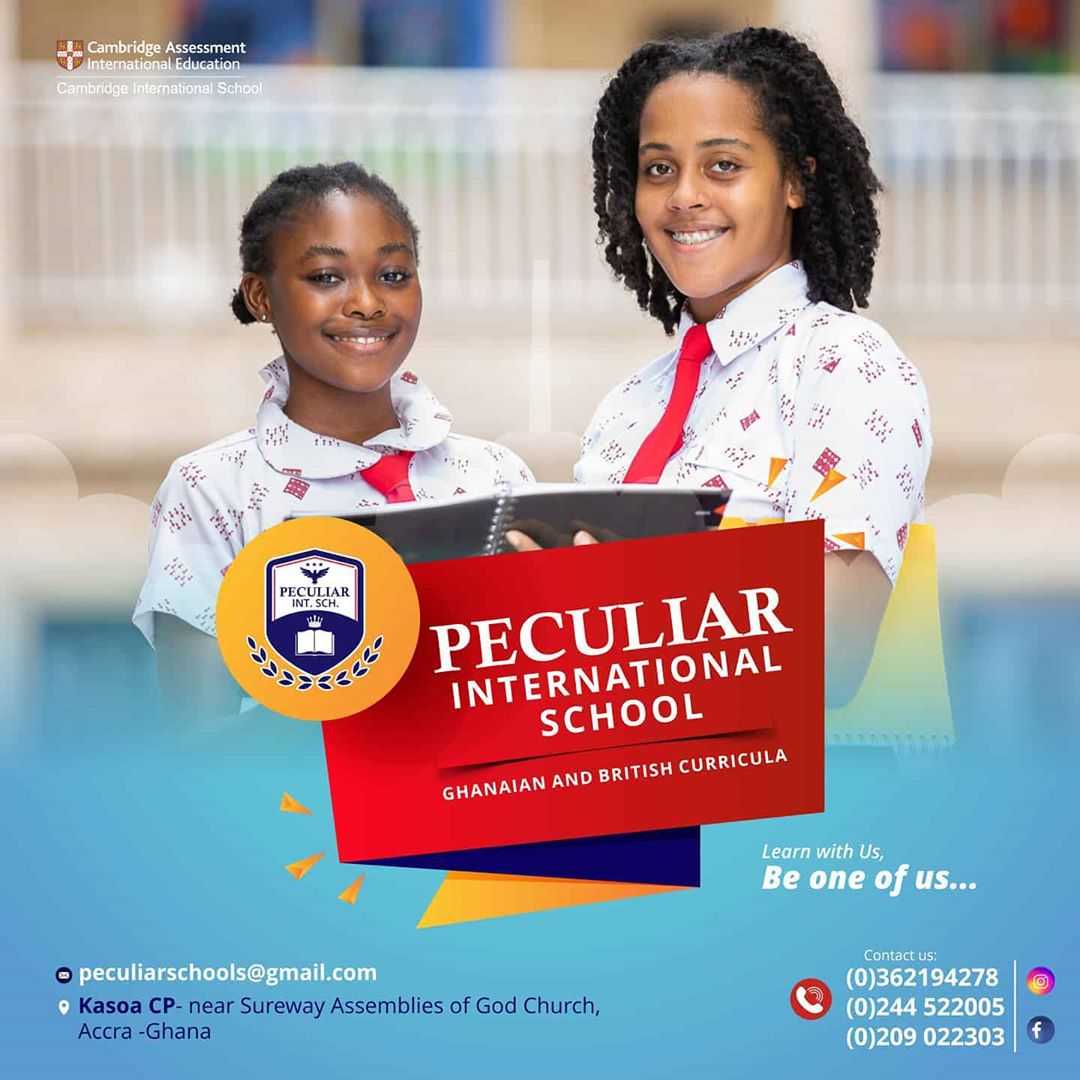 Cambridge Assessment
International Education
Cambridge International School
PECULIAR
INT. SCH.
PECULIAR
INTERNATIONAL
SCHOOL
GHANAIAN AND BRITISH CURRICULA
Learn with Us,
Be one of us...
peculiarschools@gmail.com
Kasoa CP- near Sureway Assemblies of God Church,
Accra -Ghana
Contact us:
(0)362194278
(0)244 522005
(0)209 022303